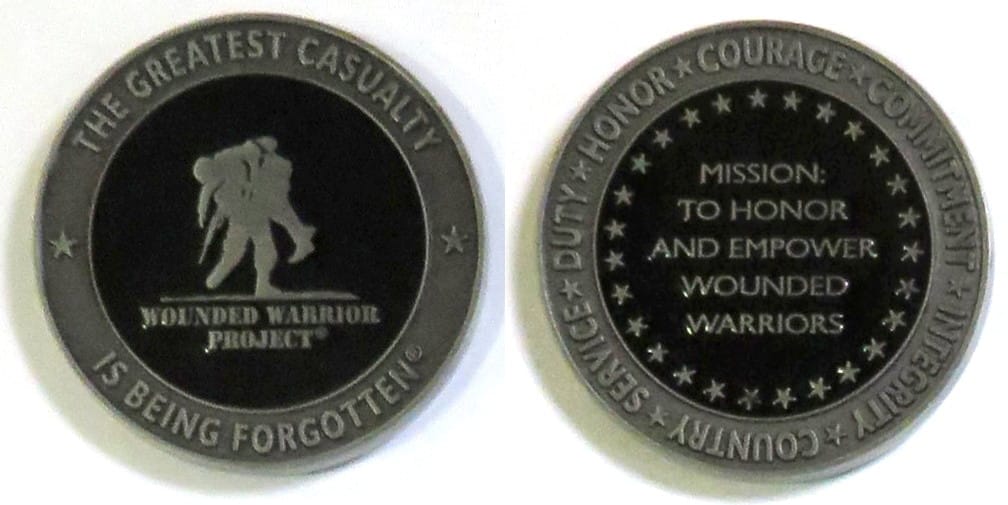 THE GREATEST CASUALTY
WOUNDED WARRIOR
PROJECT®
IS BEING FORGOTTEN®
HONOR ★ COURAGE ★ COMMITMENT ★ INTEGRITY ★ COUNTRY ★ SERVICE ★ DUTY ★
MISSION:
TO HONOR
AND EMPOWER
WOUNDED
WARRIORS